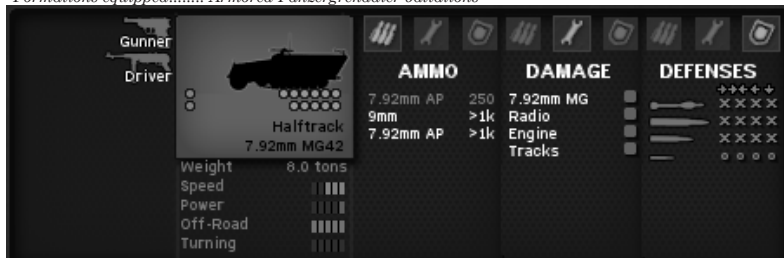 Formations equipped........ Armored Panzergrenadier battalions
Gunner
Driver
Halftrack
7.92mm MG42
Weight 8.0 tons
Speed
Power
Off-Road
Turning
AMMO
7.92mm AP 250
9mm >1k
7.92mm AP >1k
DAMAGE
7.92mm MG
Radio
Engine
Tracks
DEFENSES